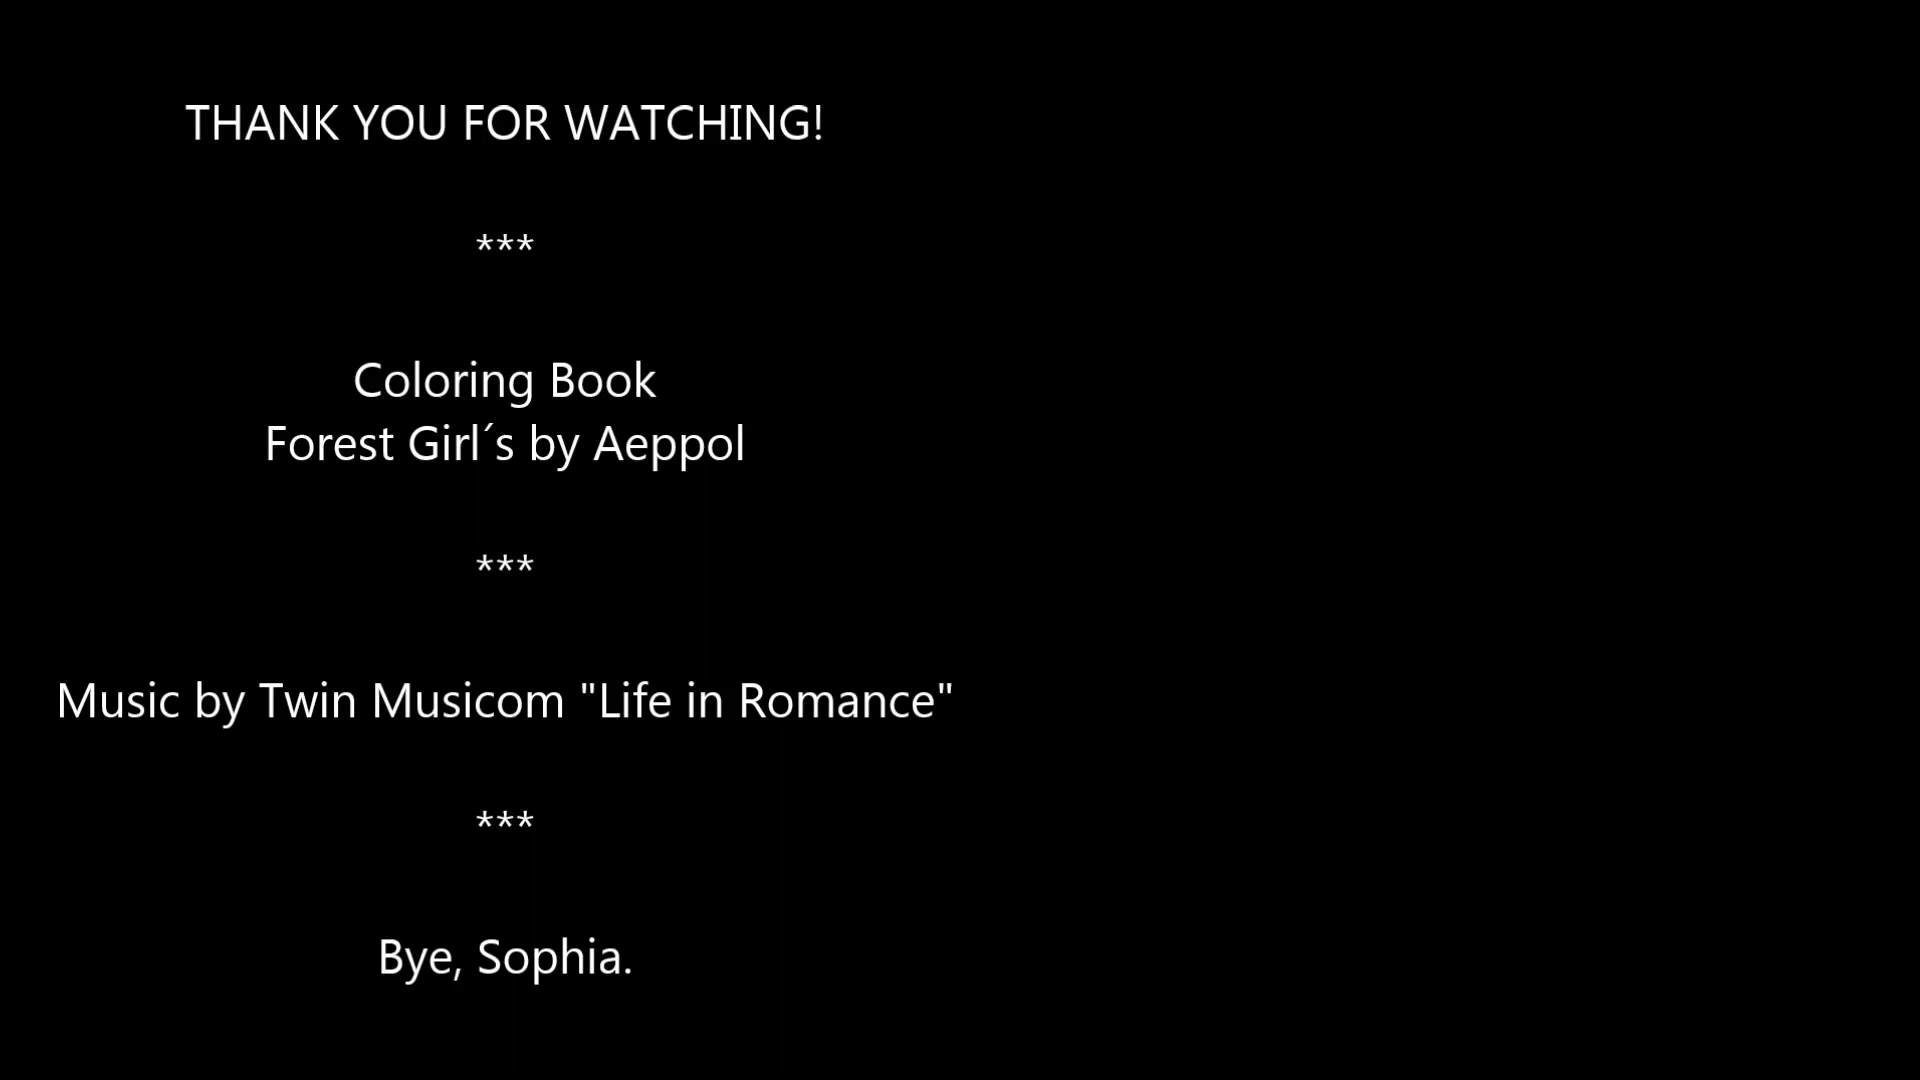 THANK YOU FOR WATCHING!
***
Coloring Book
Forest Girl´s by Aeppol
***
Music by Twin Musicom "Life in Romance"
***
Bye, Sophia.